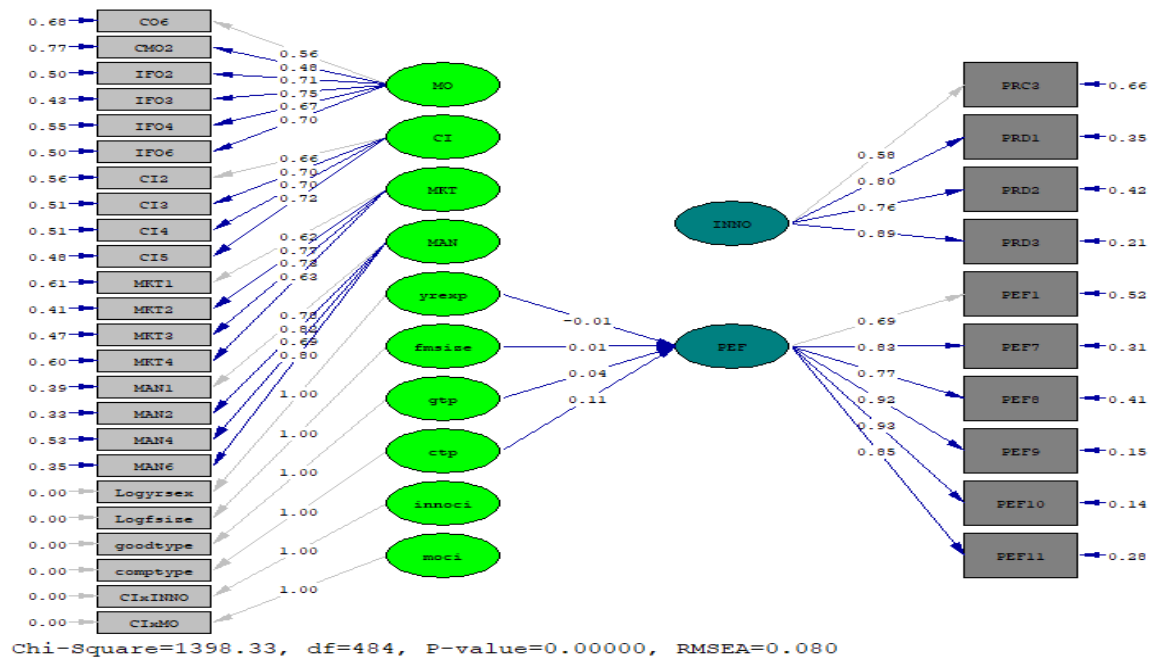 0.68 CO6
0.77 CMO2
0.50 IFO2
0.43 IFO3
0.55 IFO4
0.50 IFO6
0.56 CI2
0.51 CI3
0.51 CI4
0.48 CI5
0.61 MKT1
0.41 MKT2
0.47 MKT3
0.60 MKT4
0.39 MAN1
0.33 MAN2
0.53 MAN4
0.35 MAN6
0.00 Logyrsex
0.00 Logfsize
0.00 goodtype
0.00 comptype
0.00 CIxINNO
0.00 CIxMO
0.56
0.48
0.71
0.75
0.67
0.70
0.66
0.70
0.70
0.72
0.62
0.77
0.63
0.78
0.69
0.80
1.00
1.00
1.00
1.00
1.00
1.00
MO
CI
MKT
MAN
yrexp
fmsize
gtp
ctp
innoci
moci
-0.01
0.01
0.04
0.11
INNO
PEF
0.58
0.80
0.76
0.89
0.69
0.83
0.77
0.92
0.93
0.85
PRC3 0.66
PRD1 0.35
PRD2 0.42
PRD3 0.21
PEF1 0.52
PEF7 0.31
PEF8 0.41
PEF9 0.15
PEF10 0.14
PEF11 0.28
Chi-Square=1398.33, df=484, P-value=0.00000, RMSEA=0.080